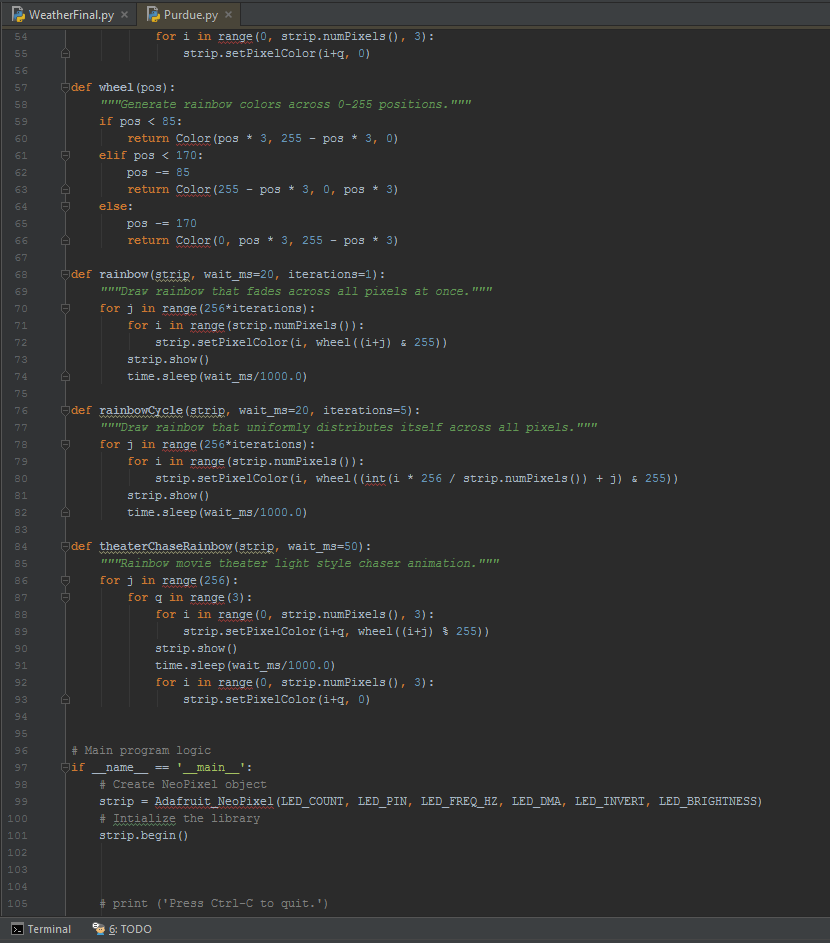 WeatherFinal.py × Purdue.py ×
54 for i in range(0, strip.numPixels(), 3):
55 strip.setPixelColor(i+q, 0)
56
57 def wheel(pos):
58 """Generate rainbow colors across 0-255 positions."""
59 if pos < 85:
60 return Color(pos * 3, 255 - pos * 3, 0)
61 elif pos < 170:
62 pos -= 85
63 return Color(255 - pos * 3, 0, pos * 3)
64 else:
65 pos -= 170
66 return Color(0, pos * 3, 255 - pos * 3)
67
68 def rainbow(strip, wait_ms=20, iterations=1):
69 """Draw rainbow that fades across all pixels at once."""
70 for j in range(256*iterations):
71 for i in range(strip.numPixels()):
72 strip.setPixelColor(i, wheel((i+j) & 255))
73 strip.show()
74 time.sleep(wait_ms/1000.0)
75
76 def rainbowCycle(strip, wait_ms=20, iterations=5):
77 """Draw rainbow that uniformly distributes itself across all pixels."""
78 for j in range(256*iterations):
79 for i in range(strip.numPixels()):
80 strip.setPixelColor(i, wheel((int(i * 256 / strip.numPixels()) + j) & 255))
81 strip.show()
82 time.sleep(wait_ms/1000.0)
83
84 def theaterChaseRainbow(strip, wait_ms=50):
85 """Rainbow movie theater light style chaser animation."""
86 for j in range(256):
87 for q in range(3):
88 for i in range(0, strip.numPixels(), 3):
89 strip.setPixelColor(i+q, wheel((i+j) % 255))
90 strip.show()
91 time.sleep(wait_ms/1000.0)
92 for i in range(0, strip.numPixels(), 3):
93 strip.setPixelColor(i+q, 0)
94
95
96 # Main program logic
97 if __name__ == '__main__':
98 # Create NeoPixel object
99 strip = Adafruit_NeoPixel(LED_COUNT, LED_PIN, LED_FREQ_HZ, LED_DMA, LED_INVERT, LED_BRIGHTNESS)
100 # Intialize the library
101 strip.begin()
102
103
104
105 # print ('Press Ctrl-C to quit.')
Terminal 6: TODO